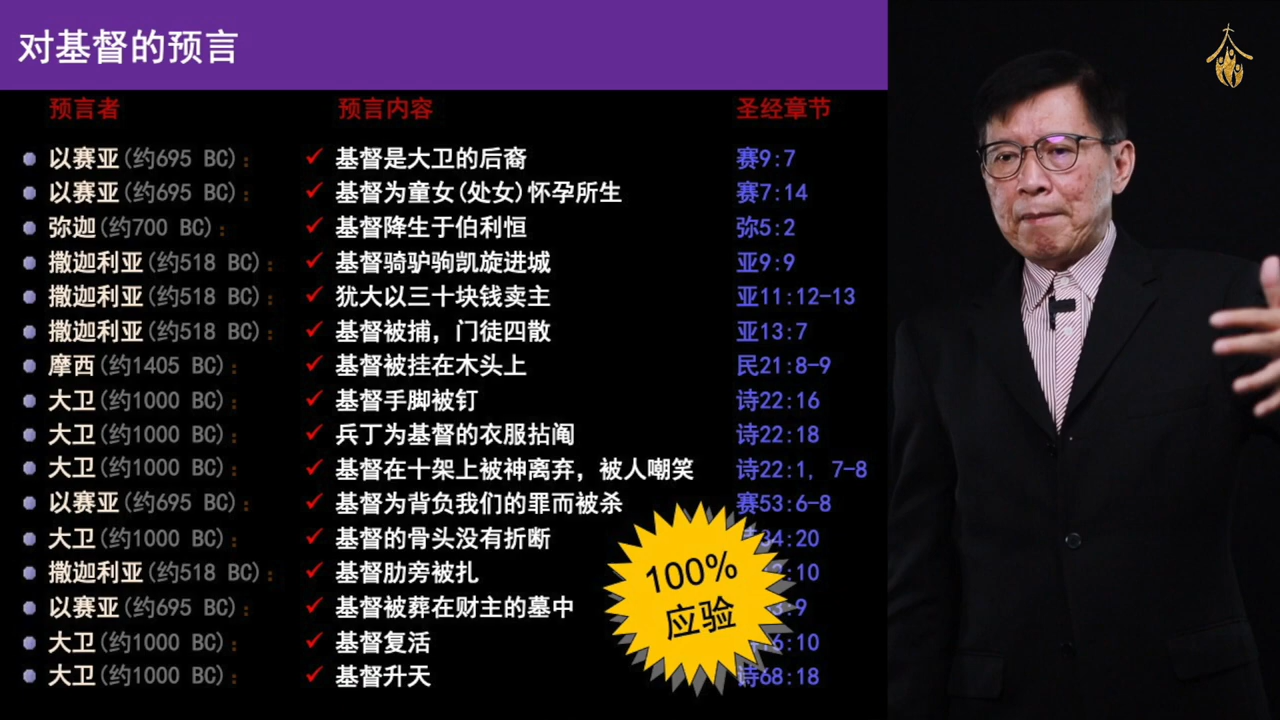 对基督的预言
预言者 预言内容 圣经章节
以赛亚(约695 BC): 基督是大卫的后裔 赛9:7
以赛亚(约695 BC): 基督为童女(处女)怀孕所生 赛7:14
弥迦(约700 BC): 基督降生于伯利恒 弥5:2
撒迦利亚(约518 BC): 基督骑驴驹凯旋进城 亚9:9
撒迦利亚(约518 BC): 犹大以三十块钱卖主 亚11:12-13
撒迦利亚(约518 BC): 基督被捕，门徒四散 亚13:7
摩西(约1405 BC): 基督被挂在木头上 民21:8-9
大卫(约1000 BC): 基督手脚被钉 诗22:16
大卫(约1000 BC): 兵丁为基督的衣服拈阄 诗22:18
大卫(约1000 BC): 基督在十架上被神离弃，被人嘲笑 诗22:1, 7-8
以赛亚(约695 BC): 基督为背负我们的罪而被杀 赛53:6-8
大卫(约1000 BC): 基督的骨头没有折断 34:20
撒迦利亚(约518 BC): 基督肋旁被扎 :10
以赛亚(约695 BC): 基督被葬在财主的墓中 :9
大卫(约1000 BC): 基督复活 :10
大卫(约1000 BC): 基督升天 诗68:18
100%
应验